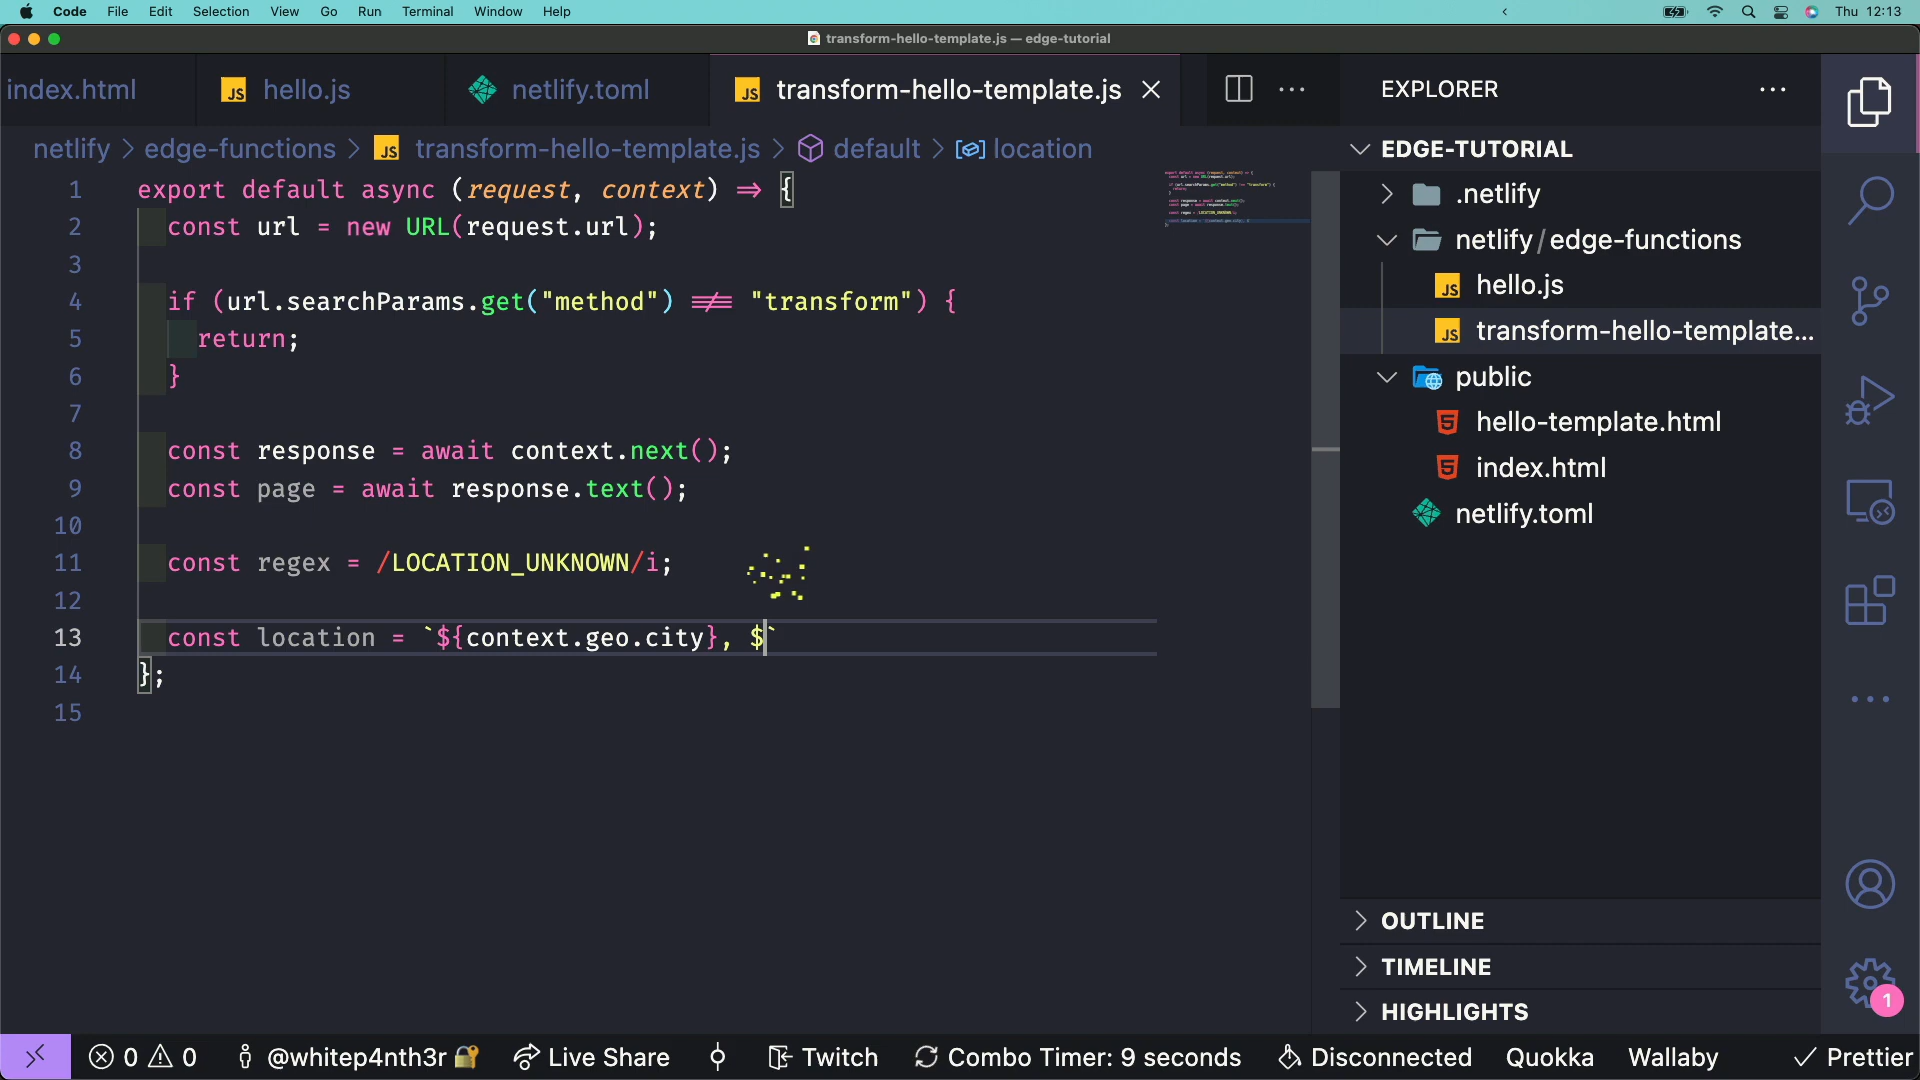 Code File Edit Selection View Go Run Terminal Window Help
Thu 12:13
transform-hello-template.js — edge-tutorial
index.html
JS hello.js
netlify.toml
JS transform-hello-template.js
netlify > edge-functions > JS transform-hello-template.js > default > location
1 export default async (request, context) => {
2 const url = new URL(request.url);
3
4 if (url.searchParams.get("method") !== "transform") {
5 return;
6 }
7
8 const response = await context.next();
9 const page = await response.text();
10
11 const regex = /LOCATION_UNKNOWN/i;
12
13 const location = `${context.geo.city}, $`
14 };
15
EXPLORER
EDGE-TUTORIAL
.netlify
netlify/edge-functions
JS hello.js
JS transform-hello-template...
public
hello-template.html
index.html
netlify.toml
OUTLINE
TIMELINE
HIGHLIGHTS
1
0 0 @whitep4nth3r Live Share Twitch Combo Timer: 9 seconds Disconnected Quokka Wallaby Prettier